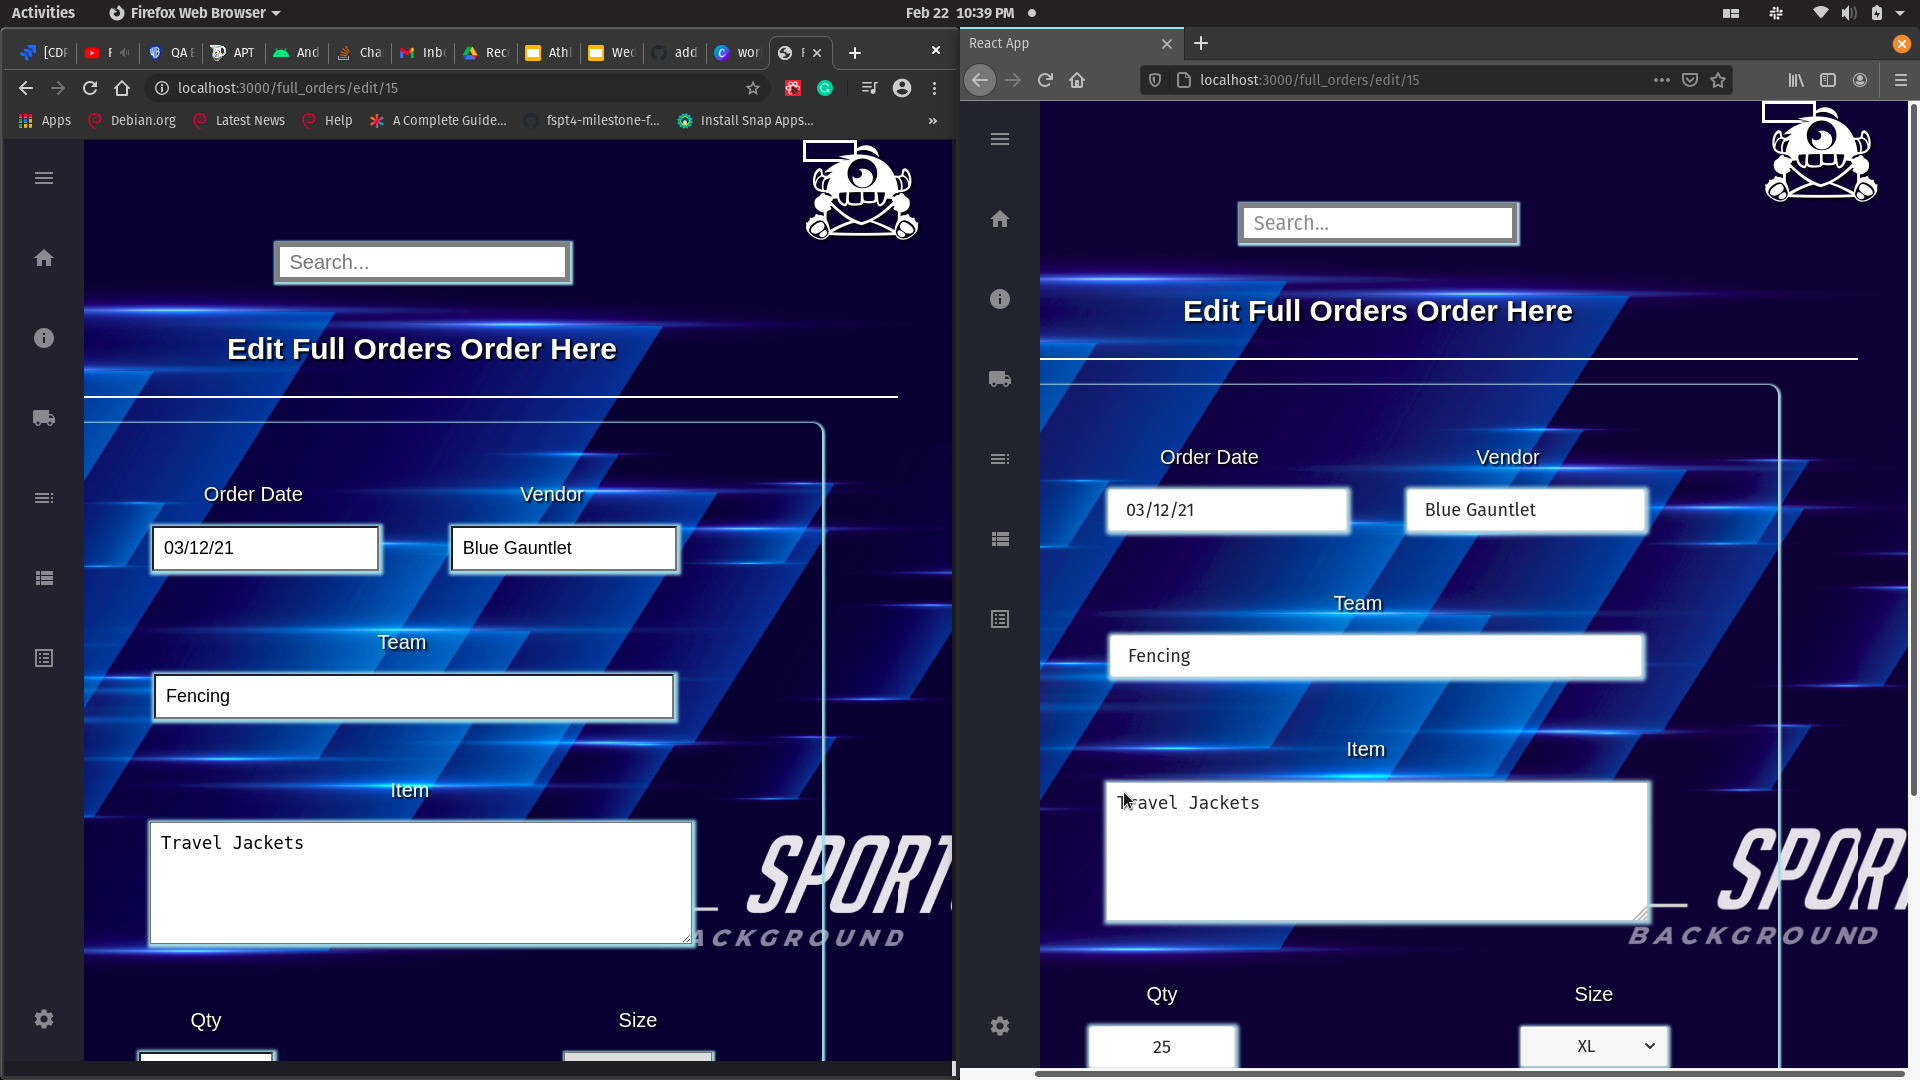 Activities
Firefox Web Browser
Feb 22 10:39 PM
[CDF
QA E
APT
And
Cha
Inb
Rec
Athl
Wee
add
wor
localhost:3000/full_orders/edit/15
Apps
Debian.org
Latest News
Help
A Complete Guide...
fspt4-milestone-f...
Install Snap Apps...
»
Search...
Edit Full Orders Order Here
Order Date
Vendor
03/12/21
Blue Gauntlet
Team
Fencing
Item
Travel Jackets
SPORT
ACKGROUND
Qty
Size
React App
localhost:3000/full_orders/edit/15
Search...
Edit Full Orders Order Here
Order Date
Vendor
03/12/21
Blue Gauntlet
Team
Fencing
Item
Travel Jackets
SPORT
BACKGROUND
Qty
Size
25
XL